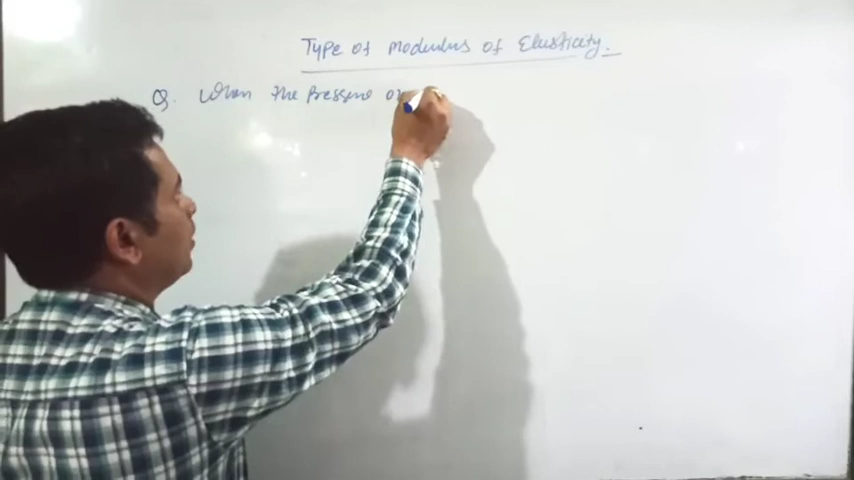 Type of Modulus of Elasticity.
Q. When the Pressure